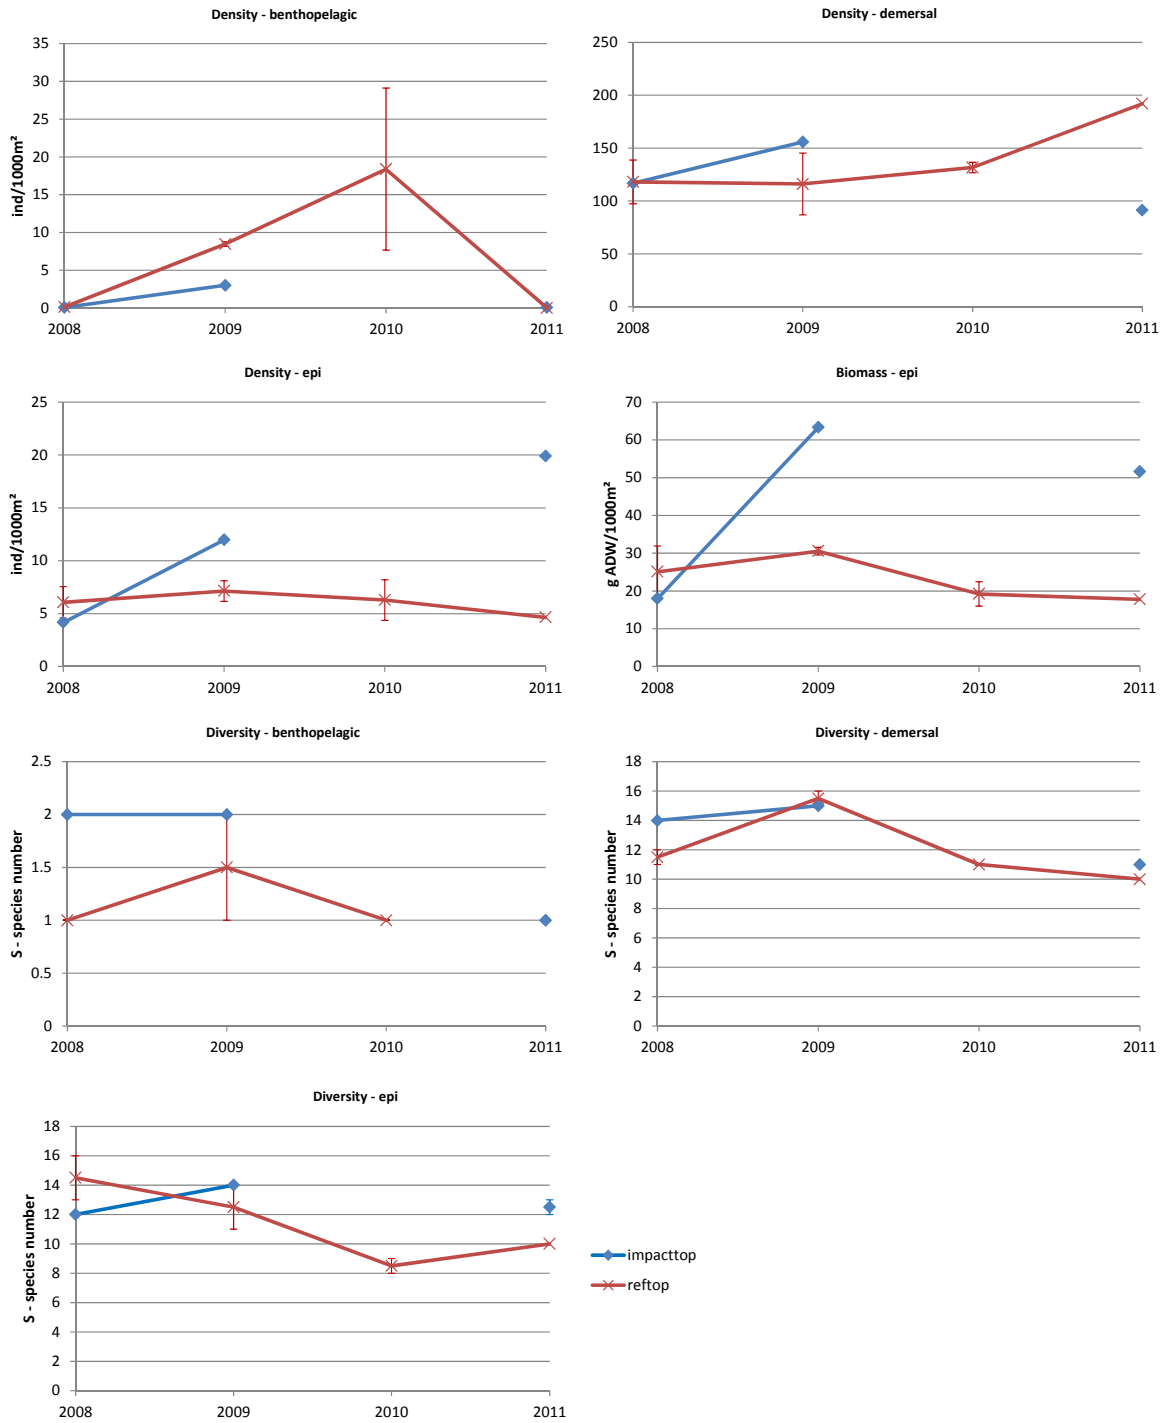 Density - benthopelagic
ind/1000m²
35
30
25
20
15
10
5
0
2008 2009 2010 2011
Density - demersal
250
200
150
100
50
0
2008 2009 2010 2011
Density - epi
ind/1000m²
25
20
15
10
5
0
2008 2009 2010 2011
Biomass - epi
g ADW/1000m²
70
60
50
40
30
20
10
0
2008 2009 2010 2011
Diversity - benthopelagic
S - species number
2.5
2
1.5
1
0.5
0
2008 2009 2010 2011
Diversity - demersal
S - species number
18
16
14
12
10
8
6
4
2
0
2008 2009 2010 2011
Diversity - epi
S - species number
18
16
14
12
10
8
6
4
2
0
2008 2009 2010 2011
impacttop
reftop